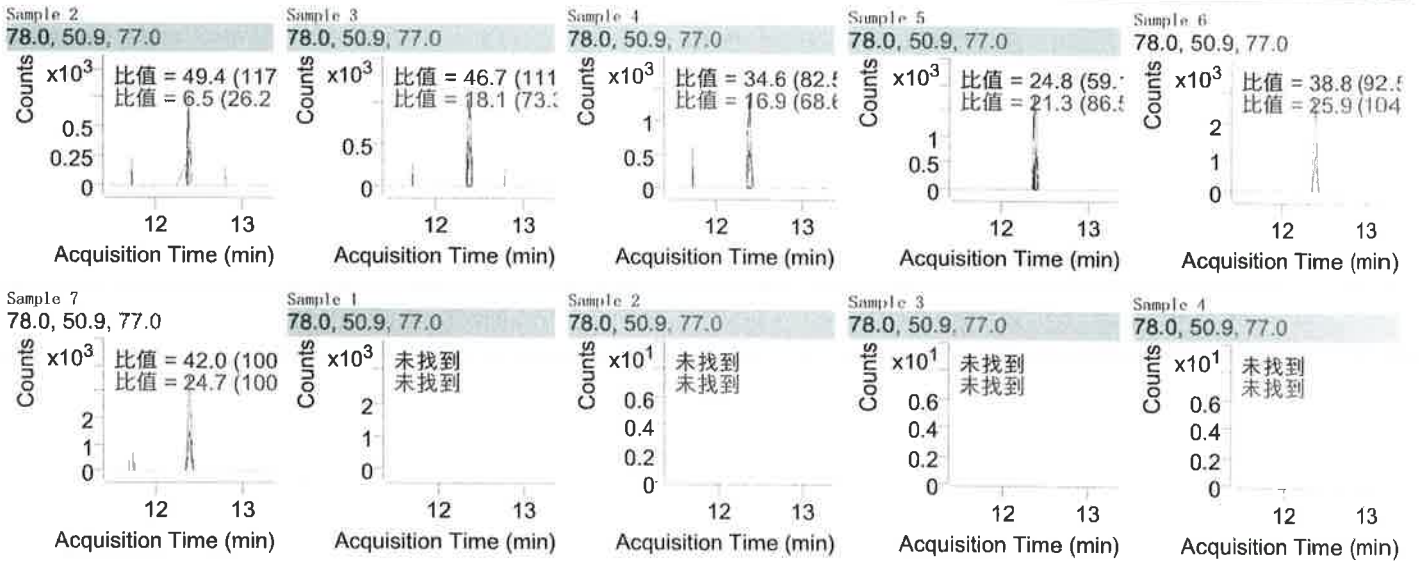 Sample 2
78.0, 50.9, 77.0
Counts
x10³
比值 = 49.4 (117
比值 = 6.5 (26.2
0.5
0.25
0
12
13
Acquisition Time (min)
Sample 3
78.0, 50.9, 77.0
Counts
x10³
比值 = 46.7 (111
比值 = 18.1 (73.
0.5
0
12
13
Acquisition Time (min)
Sample 4
78.0, 50.9, 77.0
Counts
x10³
比值 = 34.6 (82.
比值 = 16.9 (68.
1
0.5
0
12
13
Acquisition Time (min)
Sample 5
78.0, 50.9, 77.0
Counts
x10³
比值 = 24.8 (59.
比值 = 21.3 (86.
1
0.5
0
12
13
Acquisition Time (min)
Sample 6
78.0, 50.9, 77.0
Counts
x10³
比值 = 38.8 (92.
比值 = 25.9 (104
2
1
0
12
13
Acquisition Time (min)
Sample 7
78.0, 50.9, 77.0
Counts
x10³
比值 = 42.0 (100
比值 = 24.7 (100
2
1
0
12
13
Acquisition Time (min)
Sample 1
78.0, 50.9, 77.0
Counts
x10³
未找到
未找到
2
1
0
12
13
Acquisition Time (min)
Sample 2
78.0, 50.9, 77.0
Counts
x10¹
未找到
未找到
0.6
0.4
0.2
0
12
13
Acquisition Time (min)
Sample 3
78.0, 50.9, 77.0
Counts
x10¹
未找到
未找到
0.6
0.4
0.2
0
12
13
Acquisition Time (min)
Sample 4
78.0, 50.9, 77.0
Counts
x10¹
未找到
未找到
0.6
0.4
0.2
0
12
13
Acquisition Time (min)